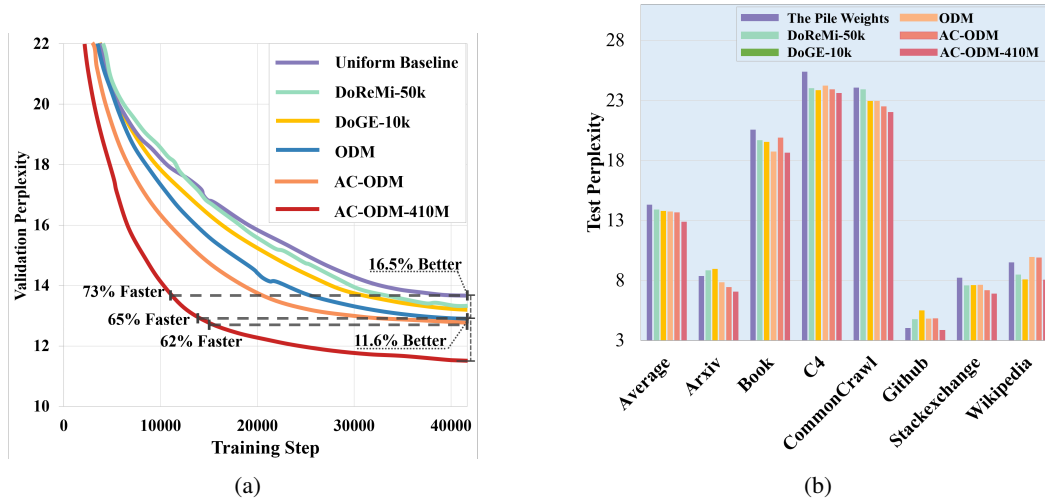 22
20
18
16
14
12
10
Validation Perplexity
0
10000
20000
30000
40000
Training Step
Uniform Baseline
DoReMi-50k
DoGE-10k
ODM
AC-ODM
AC-ODM-410M
16.5% Better
73% Faster
65% Faster
62% Faster
11.6% Better
(a)
28
23
18
13
8
3
Test Perplexity
The Pile Weights
DoReMi-50k
DoGE-10k
ODM
AC-ODM
AC-ODM-410M
Average
Arxiv
Book
C4
CommonCrawl
Github
Stackexchange
Wikipedia
(b)